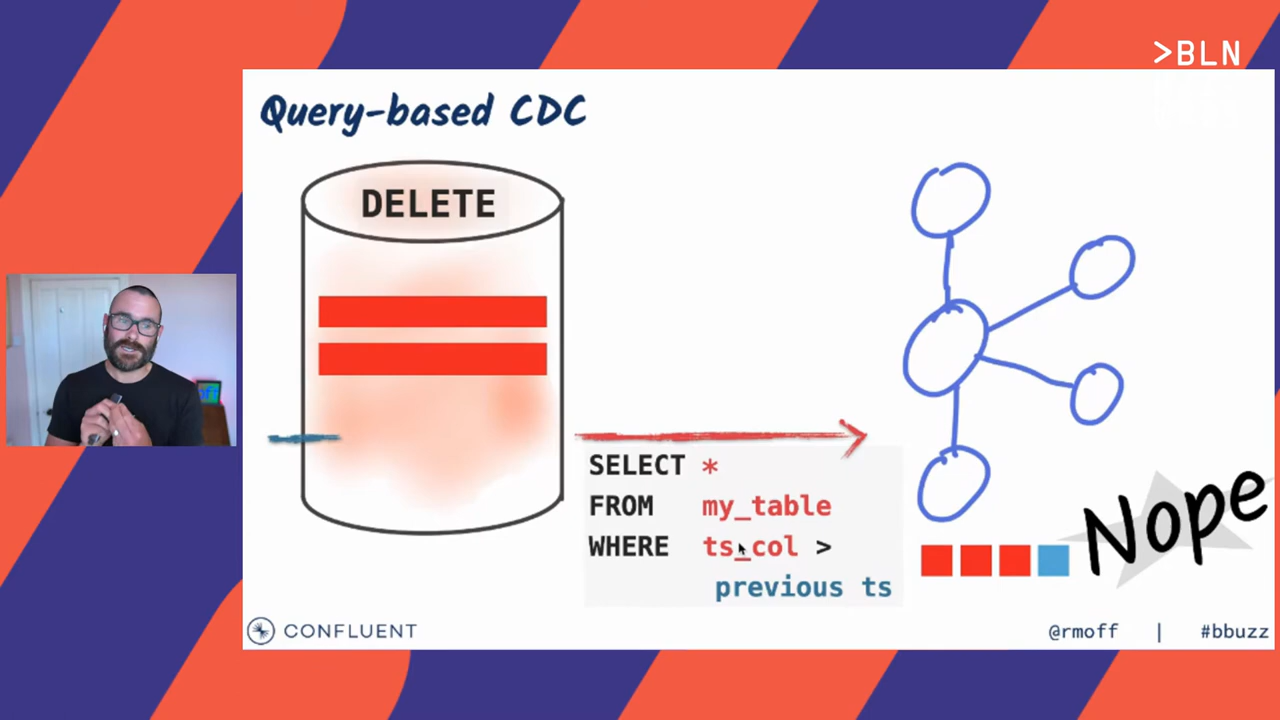 >BLN
Query-based CDC
DELETE
SELECT *
FROM my_table
WHERE ts_col >
previous ts
Nope
CONFLUENT
@rmoff | #bbuzz